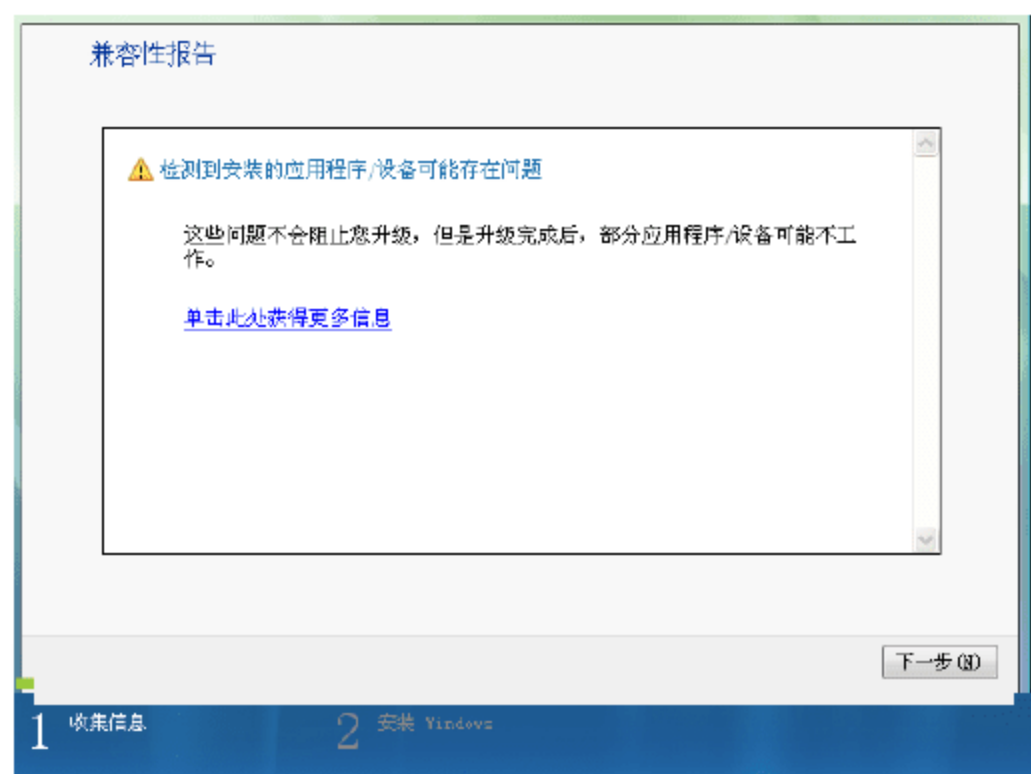 兼容性报告
检测到安装的应用程序/设备可能存在问题
这些问题不会阻止您升级，但是升级完成后，部分应用程序/设备可能不工
作。
单击此处获得更多信息
下一步(N)
1 收集信息
2 安装 Windows